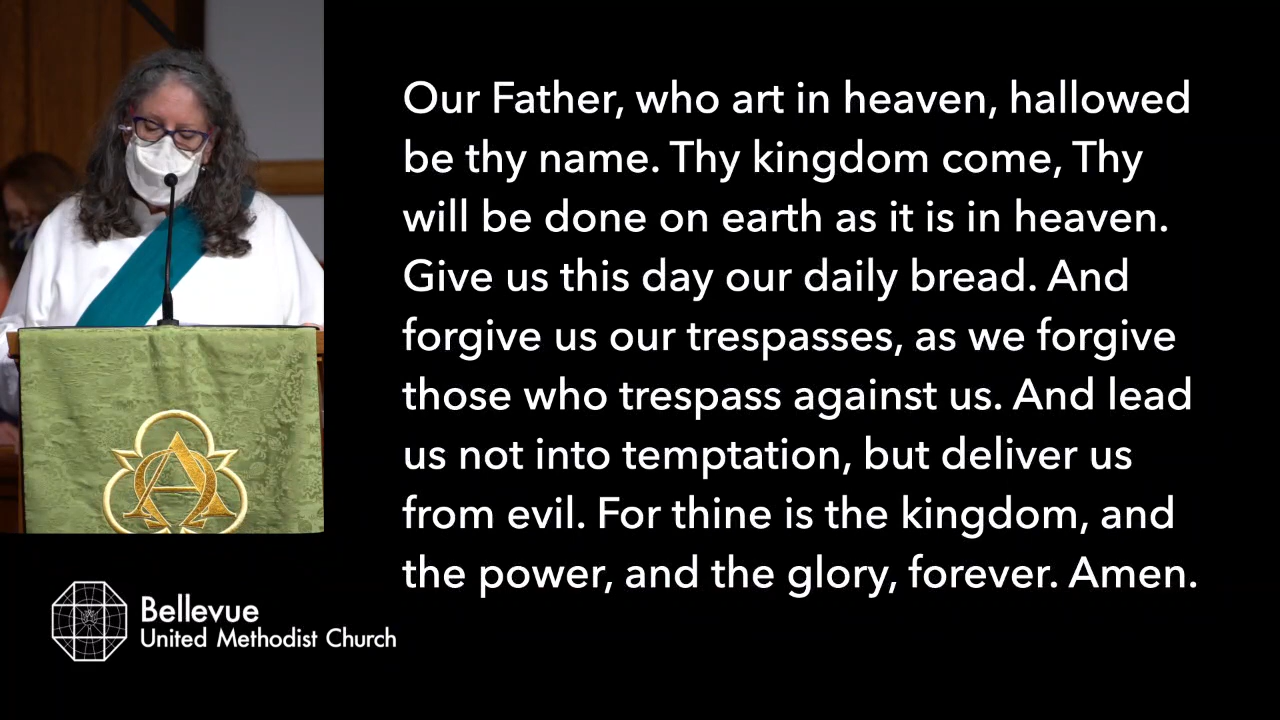 Our Father, who art in heaven, hallowed
be thy name. Thy kingdom come, Thy
will be done on earth as it is in heaven.
Give us this day our daily bread. And
forgive us our trespasses, as we forgive
those who trespass against us. And lead
us not into temptation, but deliver us
from evil. For thine is the kingdom, and
the power, and the glory, forever. Amen.
Bellevue
United Methodist Church